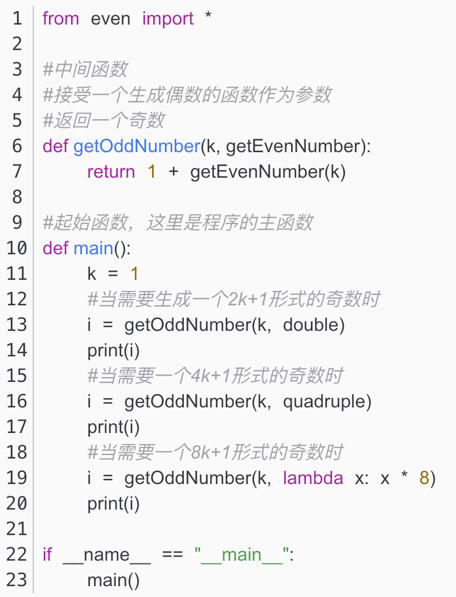 1 from even import *
2
3 #中间函数
4 #接受一个生成偶数的函数作为参数
5 #返回一个奇数
6 def getOddNumber(k, getEvenNumber):
7     return 1 + getEvenNumber(k)
8
9 #起始函数，这里是程序的主函数
10 def main():
11     k = 1
12     #当需要生成一个2k+1形式的奇数时
13     i = getOddNumber(k, double)
14     print(i)
15     #当需要一个4k+1形式的奇数时
16     i = getOddNumber(k, quadruple)
17     print(i)
18     #当需要一个8k+1形式的奇数时
19     i = getOddNumber(k, lambda x: x * 8)
20     print(i)
21
22 if __name__ == "__main__":
23     main()